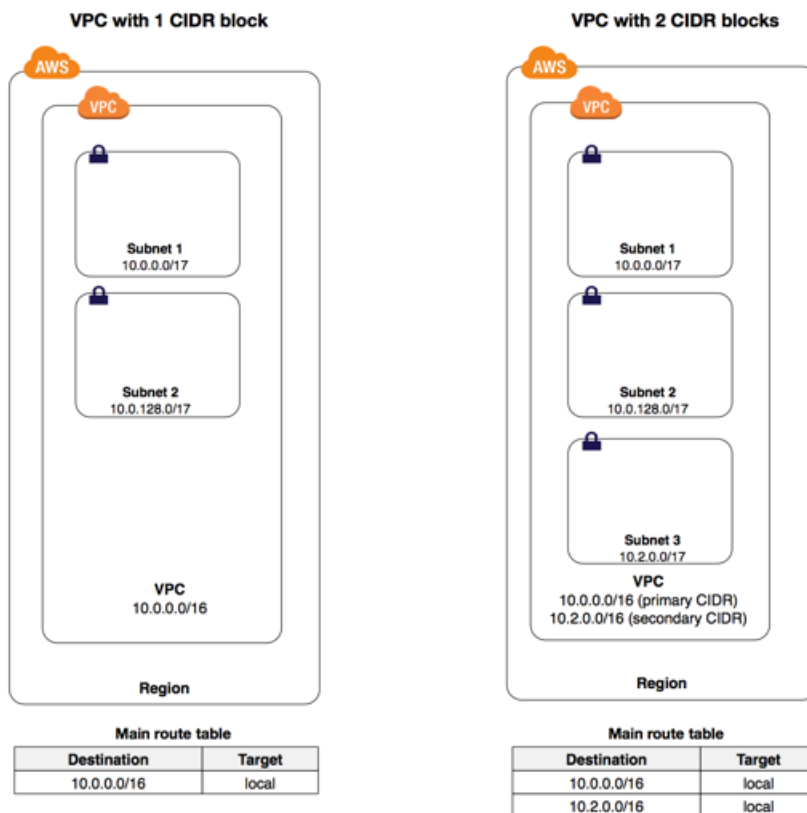 VPC with 1 CIDR block
AWS
VPC
Subnet 1
10.0.0.0/17
Subnet 2
10.0.128.0/17
VPC
10.0.0.0/16
Region
Main route table
Destination Target
10.0.0.0/16 local
VPC with 2 CIDR blocks
AWS
VPC
Subnet 1
10.0.0.0/17
Subnet 2
10.0.128.0/17
Subnet 3
10.2.0.0/17
VPC
10.0.0.0/16 (primary CIDR)
10.2.0.0/16 (secondary CIDR)
Region
Main route table
Destination Target
10.0.0.0/16 local
10.2.0.0/16 local